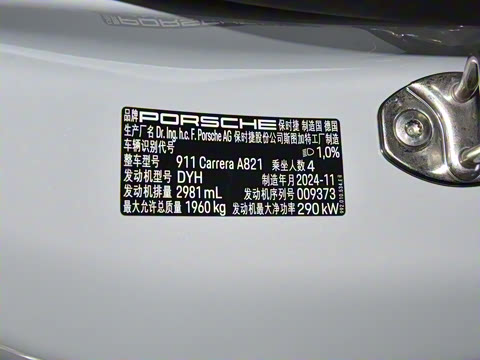 品牌 PORSCHE 保时捷 制造国 德国
生产厂名 Dr. Ing. h.c. F. Porsche AG 保时捷股份公司斯图加特工厂制造
车辆识别代号 1,0%
整车型号 911 Carrera A821 乘坐人数 4
发动机型号 DYH 制造年月 2024-11
发动机排量 2981 mL 发动机序列号 009373
最大允许总质量 1960 kg 发动机最大净功率 290 kW